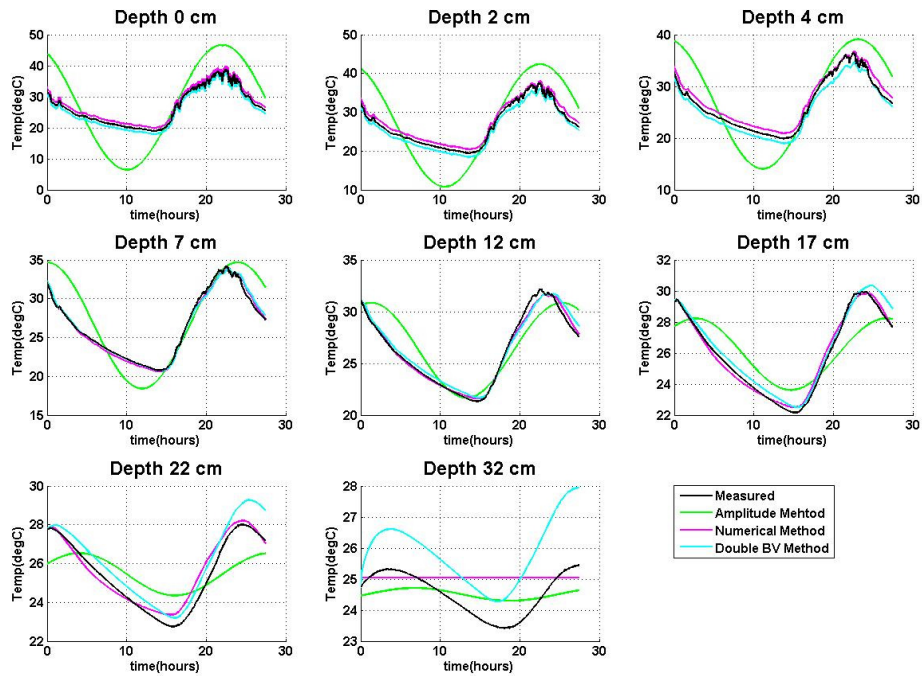 Depth 0 cm
50
40
30
20
10
0
Temp(degC)
0 10 20 30
time(hours)
Depth 2 cm
50
40
30
20
10
Temp(degC)
0 10 20 30
time(hours)
Depth 4 cm
40
30
20
10
Temp(degC)
0 10 20 30
time(hours)
Depth 7 cm
35
30
25
20
15
Temp(degC)
0 10 20 30
time(hours)
Depth 12 cm
35
30
25
20
Temp(degC)
0 10 20 30
time(hours)
Depth 17 cm
32
30
28
26
24
22
Temp(degC)
0 10 20 30
time(hours)
Depth 22 cm
30
28
26
24
22
Temp(degC)
0 10 20 30
time(hours)
Depth 32 cm
28
27
26
25
24
23
Temp(degC)
0 10 20 30
time(hours)
Measured
Amplitude Mehtod
Numerical Method
Double BV Method